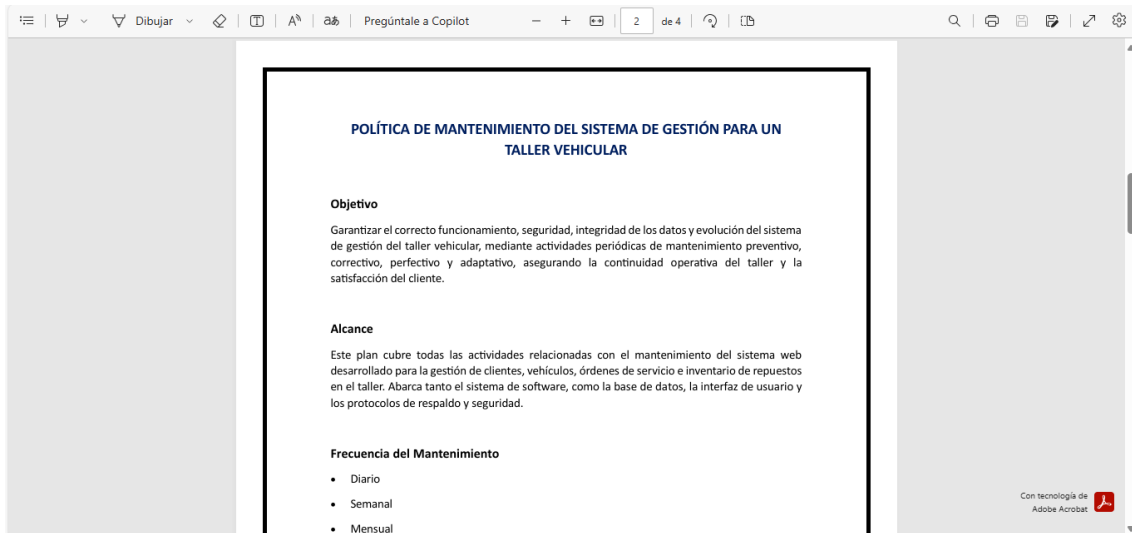 Dibujar
Pregúntale a Copilot
2 de 4
POLÍTICA DE MANTENIMIENTO DEL SISTEMA DE GESTIÓN PARA UN
TALLER VEHICULAR
Objetivo
Garantizar el correcto funcionamiento, seguridad, integridad de los datos y evolución del sistema
de gestión del taller vehicular, mediante actividades periódicas de mantenimiento preventivo,
correctivo, perfectivo y adaptativo, asegurando la continuidad operativa del taller y la
satisfacción del cliente.
Alcance
Este plan cubre todas las actividades relacionadas con el mantenimiento del sistema web
desarrollado para la gestión de clientes, vehículos, órdenes de servicio e inventario de repuestos
en el taller. Abarca tanto el sistema de software, como la base de datos, la interfaz de usuario y
los protocolos de respaldo y seguridad.
Frecuencia del Mantenimiento
• Diario
• Semanal
• Mensual
Con tecnología de
Adobe Acrobat